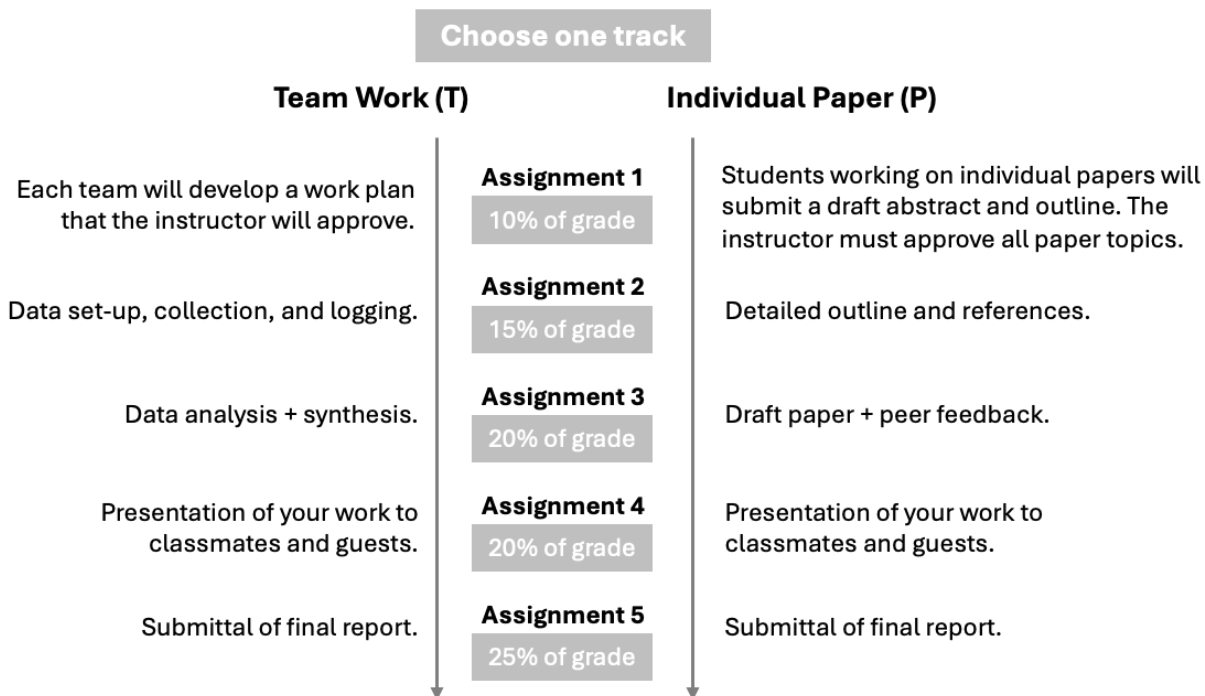 Choose one track
Team Work (T)
Individual Paper (P)
Assignment 1
10% of grade
Each team will develop a work plan
that the instructor will approve.
Students working on individual papers will
submit a draft abstract and outline. The
instructor must approve all paper topics.
Assignment 2
15% of grade
Data set-up, collection, and logging.
Detailed outline and references.
Assignment 3
20% of grade
Data analysis + synthesis.
Draft paper + peer feedback.
Assignment 4
20% of grade
Presentation of your work to
classmates and guests.
Presentation of your work to
classmates and guests.
Assignment 5
25% of grade
Submittal of final report.
Submittal of final report.